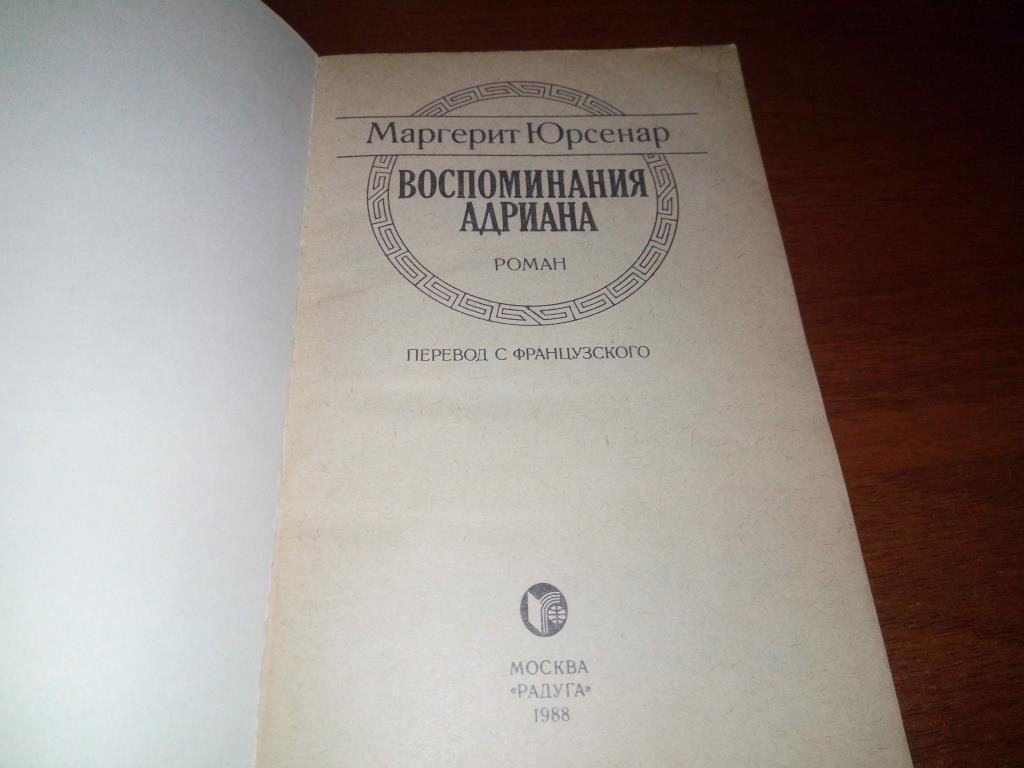 Маргерит Юрсенар
ВОСПОМИНАНИЯ
АДРИАНА
РОМАН
ПЕРЕВОД С ФРАНЦУЗСКОГО
МОСКВА
«РАДУГА»
1988